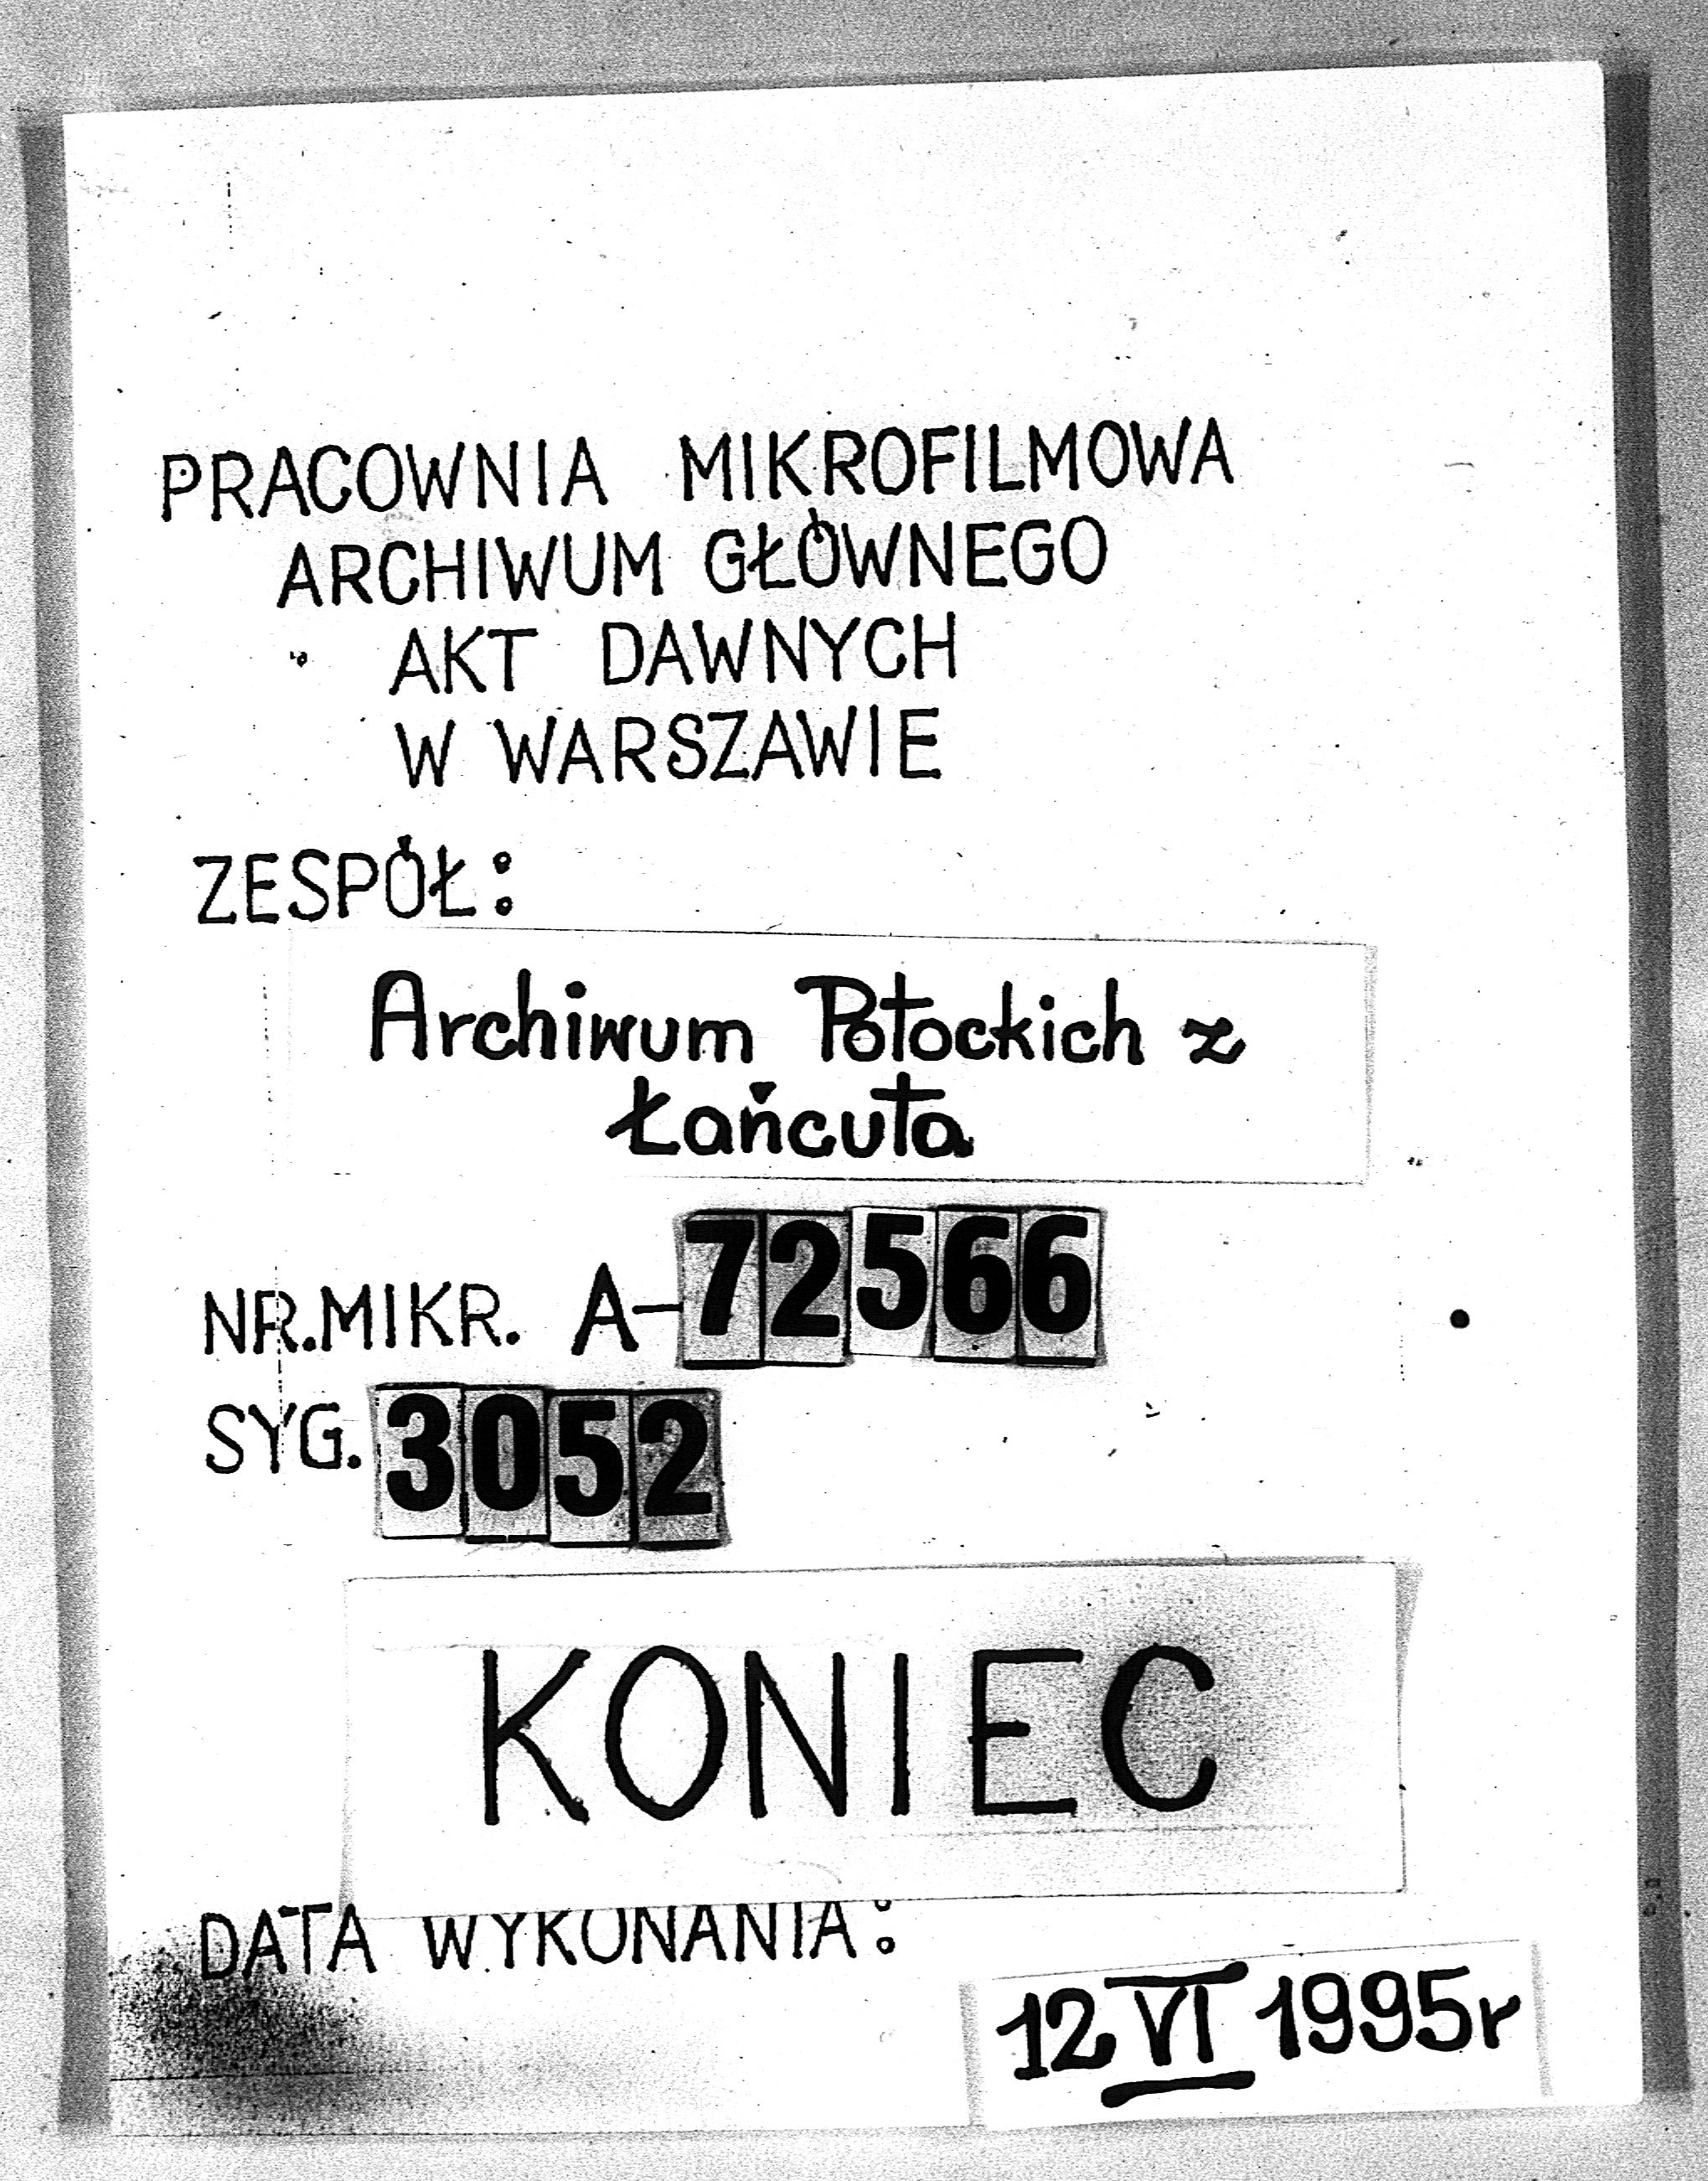 PRACOWNIA MIKROFILMOWA
ARCHIWUM GŁÓWNEGO
AKT DAWNYCH
W WARSZAWIE
ZESPÓŁ:
Archiwum Potockich z
Łańcuta
NR.MIKR. A-72566
SYG. 3052
KONIEC
DATA WYKONANIA:
12 VI 1995r